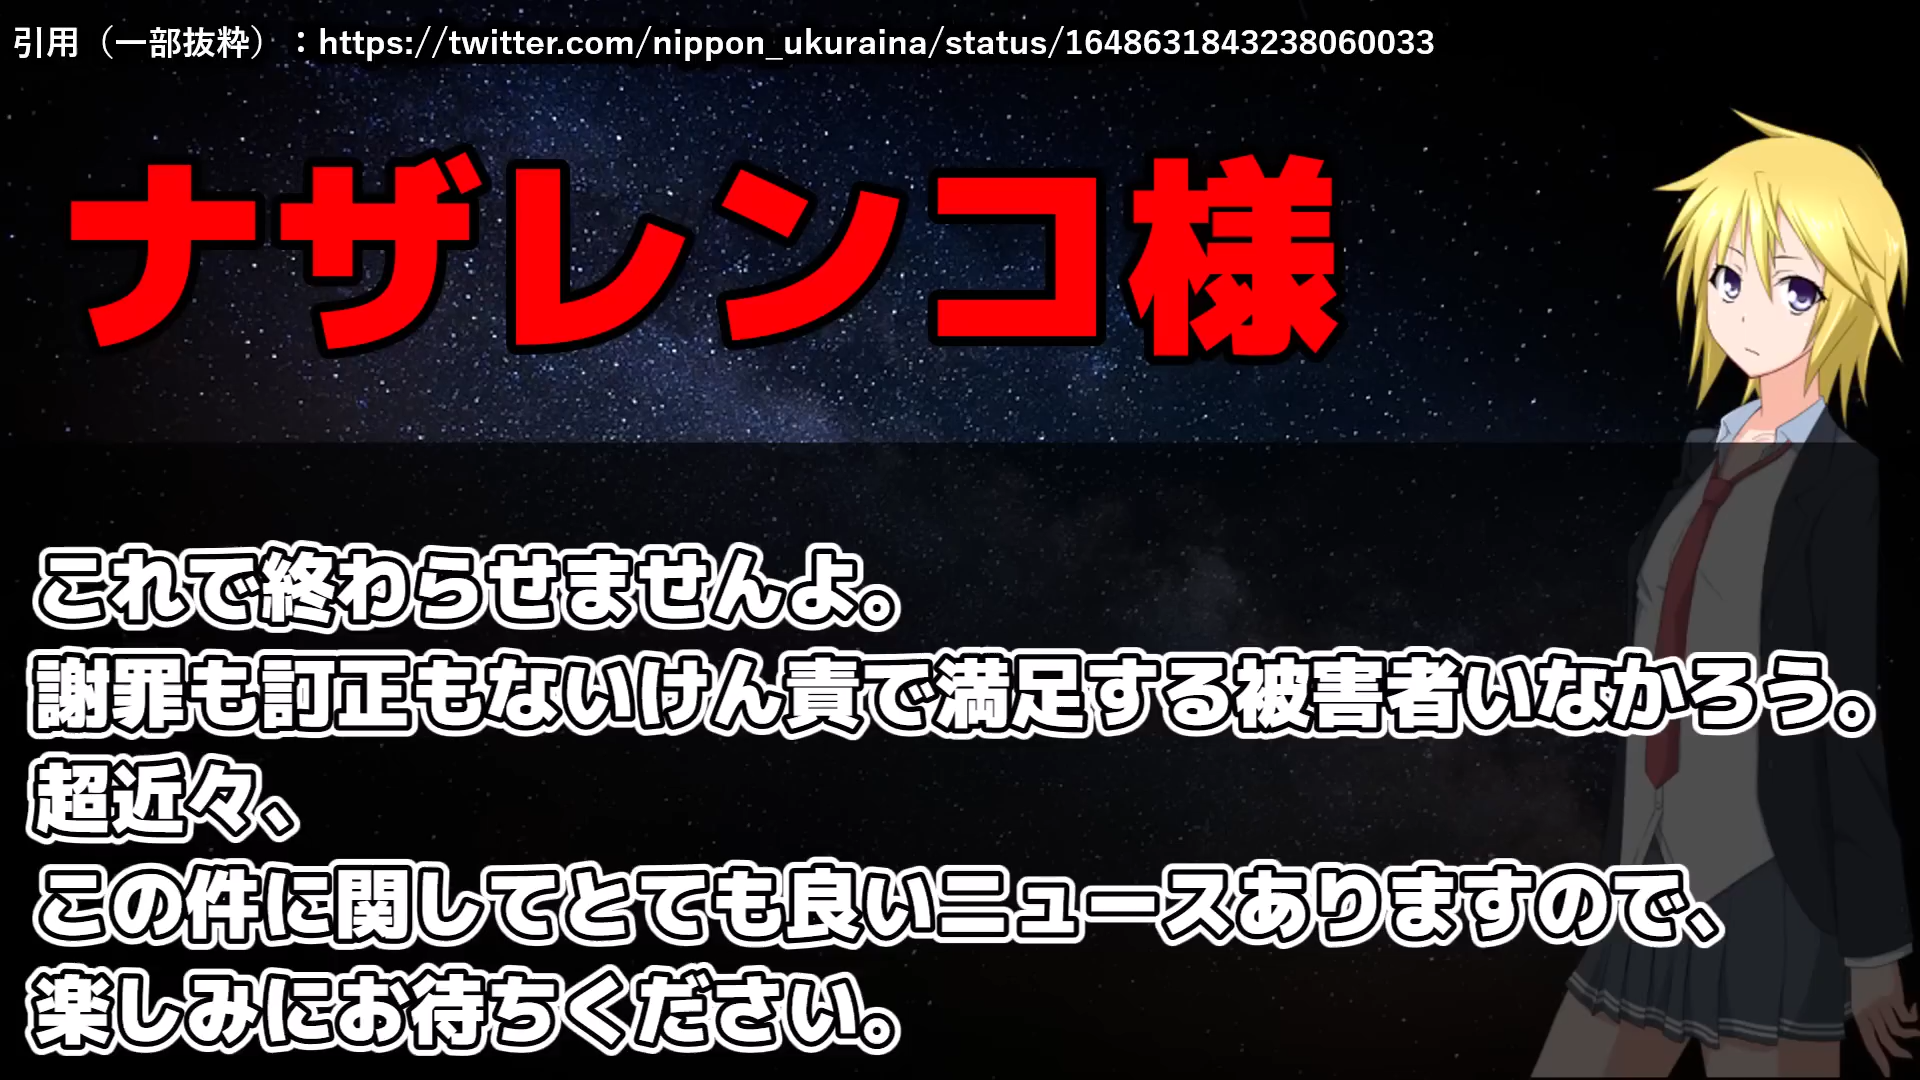 引用（一部抜粋）：https://twitter.com/nippon_ukuraina/status/1648631843238060033
ナザレンコ様
これで終わらせませんよ。
謝罪も訂正もないけん責で満足する被害者いなかろう。
超近々、
この件に関してとても良いニュースありますので、
楽しみにお待ちください。